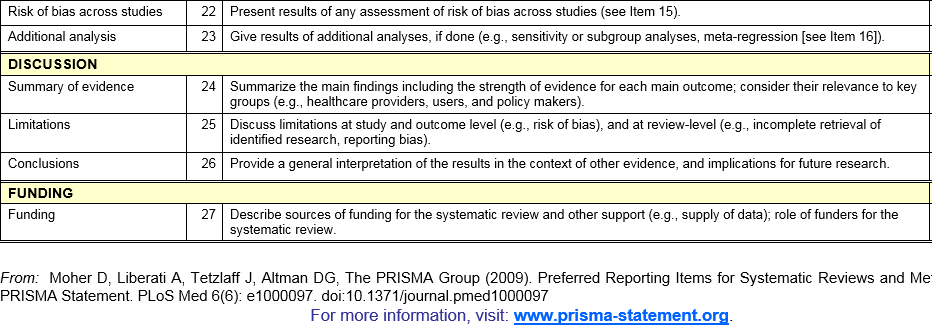 Risk of bias across studies 22 Present results of any assessment of risk of bias across studies (see Item 15).
Additional analysis 23 Give results of additional analyses, if done (e.g., sensitivity or subgroup analyses, meta-regression [see Item 16]).
DISCUSSION
Summary of evidence 24 Summarize the main findings including the strength of evidence for each main outcome; consider their relevance to key
groups (e.g., healthcare providers, users, and policy makers).
Limitations 25 Discuss limitations at study and outcome level (e.g., risk of bias), and at review-level (e.g., incomplete retrieval of
identified research, reporting bias).
Conclusions 26 Provide a general interpretation of the results in the context of other evidence, and implications for future research.
FUNDING
Funding 27 Describe sources of funding for the systematic review and other support (e.g., supply of data); role of funders for the
systematic review.
From: Moher D, Liberati A, Tetzlaff J, Altman DG, The PRISMA Group (2009). Preferred Reporting Items for Systematic Reviews and Me
PRISMA Statement. PLoS Med 6(6): e1000097. doi:10.1371/journal.pmed1000097
For more information, visit: www.prisma-statement.org.